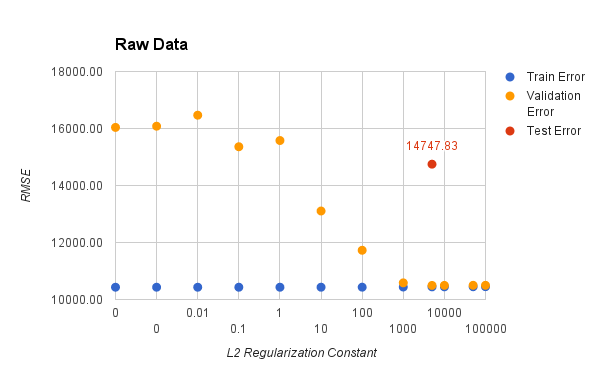 Raw Data
18000.00
16000.00
14000.00
12000.00
10000.00
RMSE
14747.83
Train Error
Validation
Error
Test Error
0 0.01 1 100 10000
0 0.1 10 1000 100000
L2 Regularization Constant